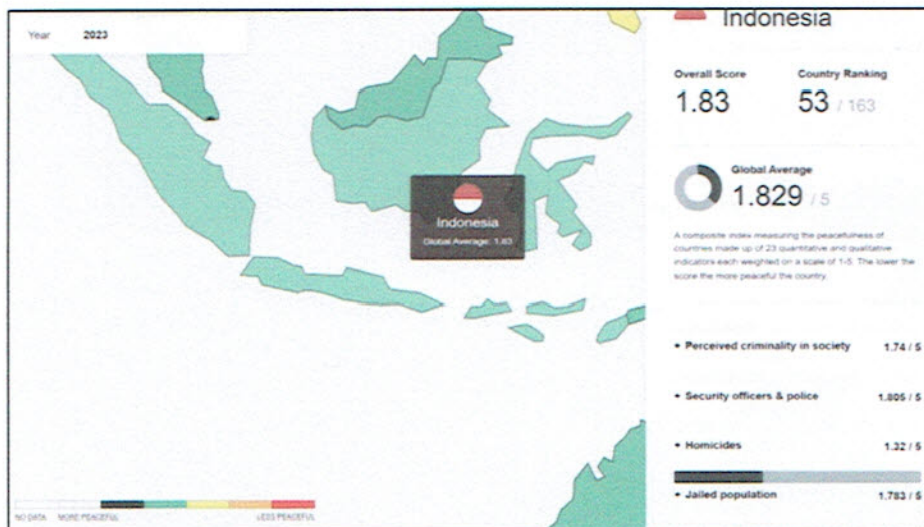 Year 2023
Indonesia
Global Average: 1.83
NO DATA MORE PEACEFUL LESS PEACEFUL
Indonesia
Overall Score Country Ranking
1.83 53 / 163
Global Average
1.829 / 5
A composite index measuring the peacefulness of
countries made up of 23 quantitative and qualitative
indicators each weighted on a scale of 1-5. The lower the
score the more peaceful the country.
+ Perceived criminality in society 1.74 / 5
+ Security officers & police 1.805 / 5
+ Homicides 1.32 / 5
+ Jailed population 1.783 / 5